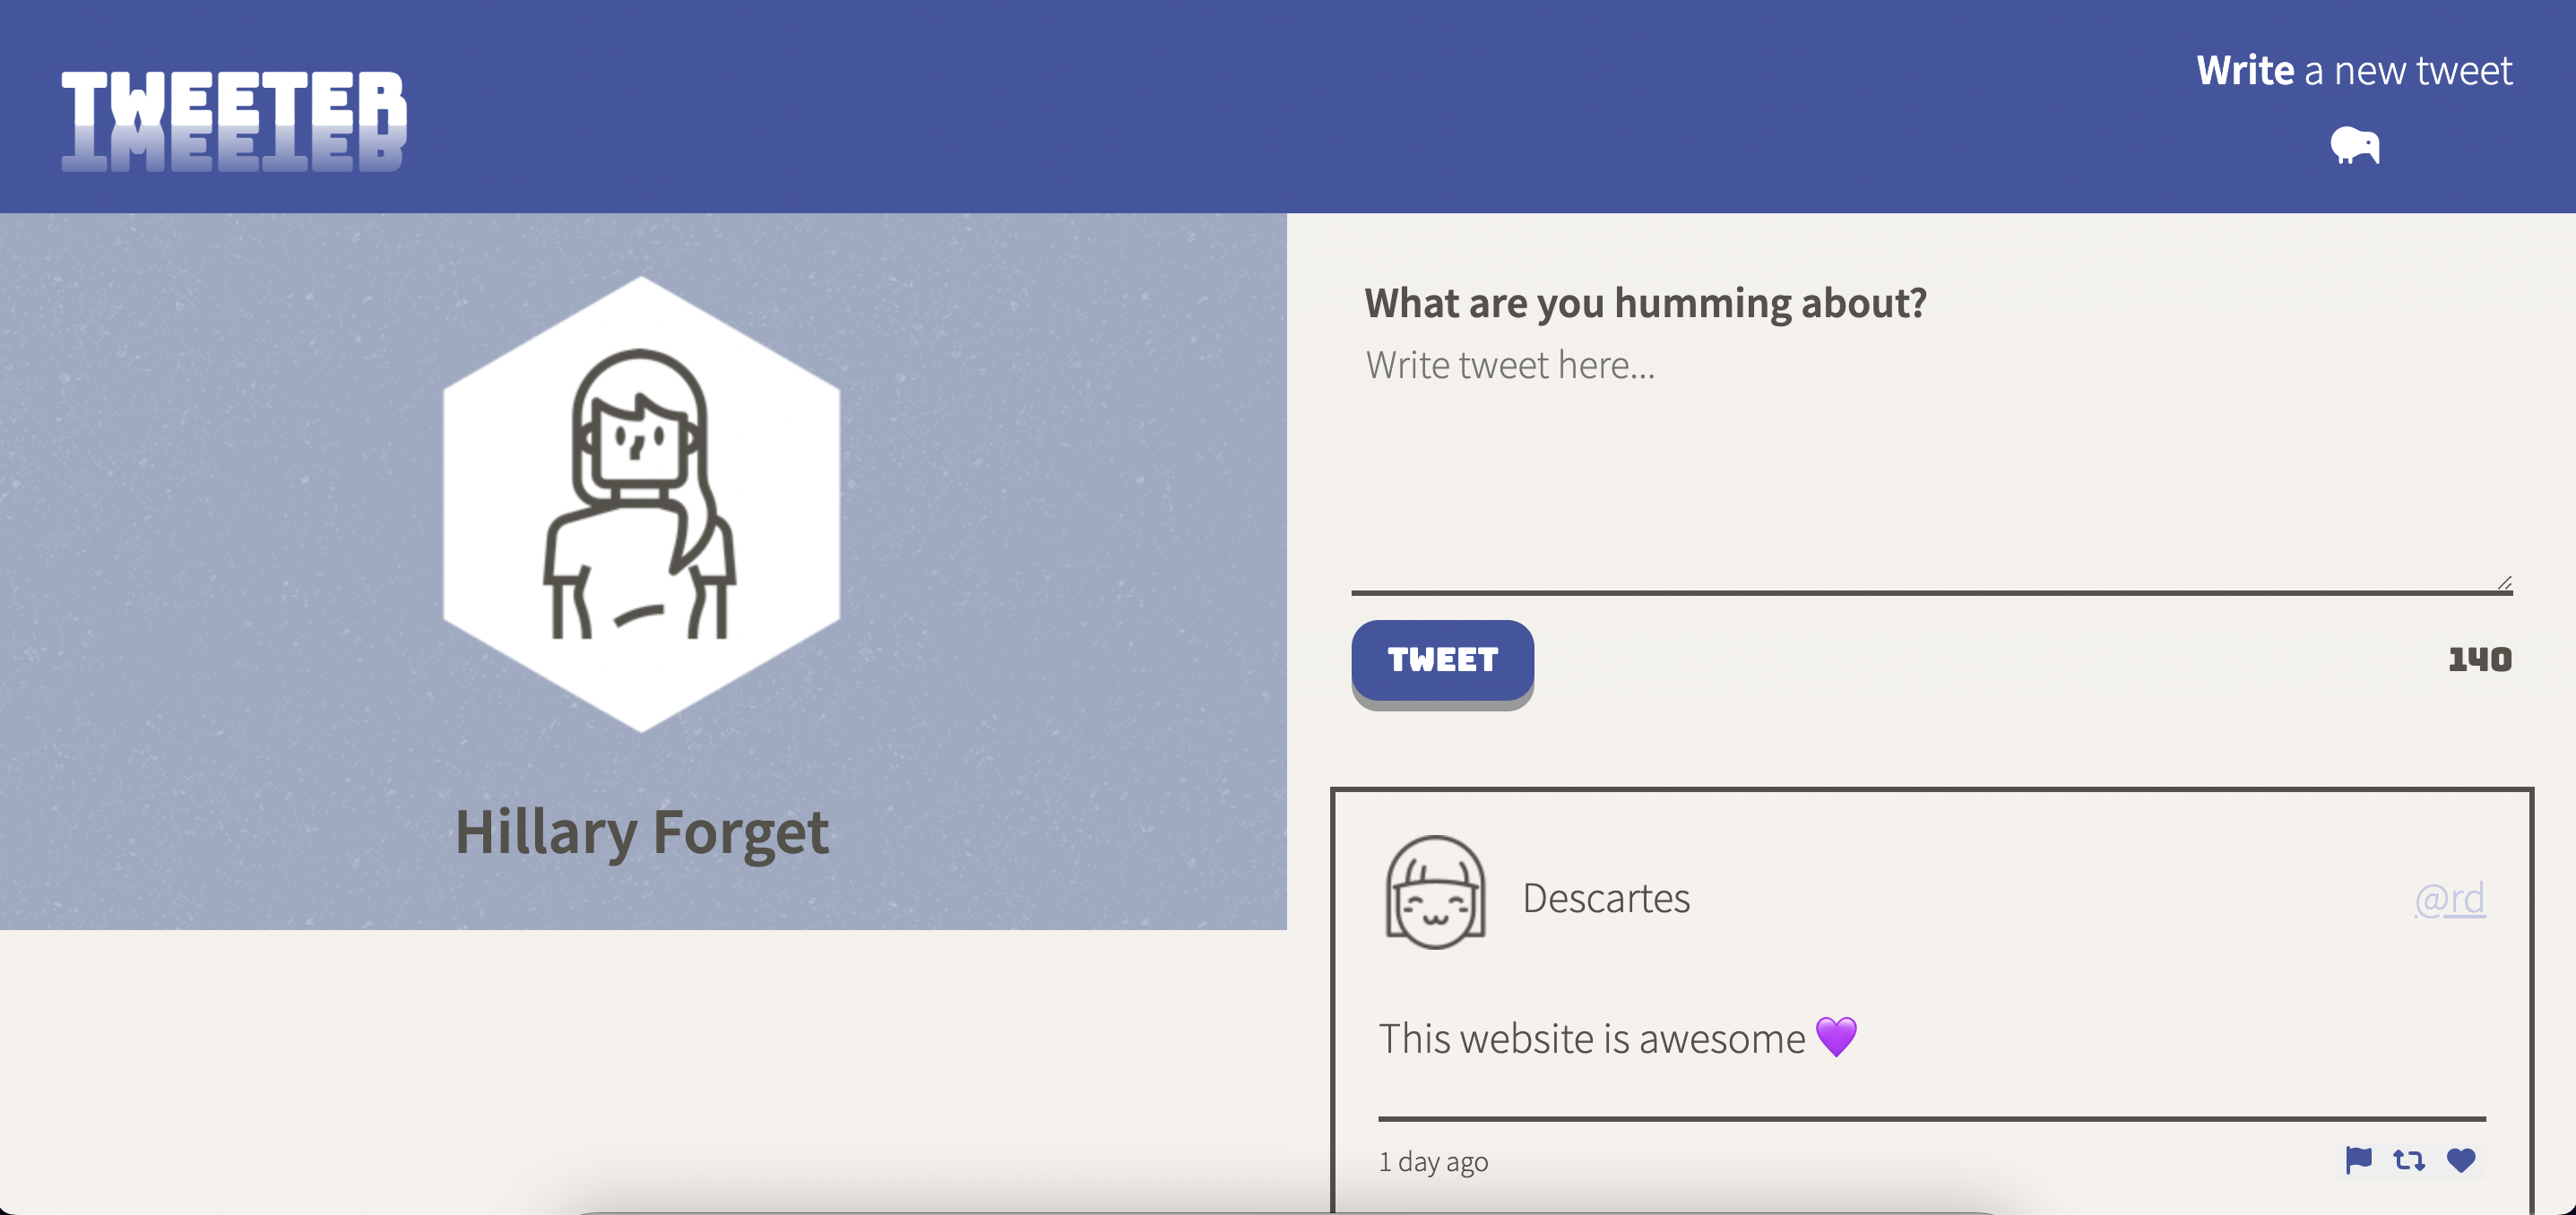 TWEETER
Write a new tweet
Hillary Forget
What are you humming about?
Write tweet here...
TWEET
140
Descartes
@rd
This website is awesome 💜
1 day ago